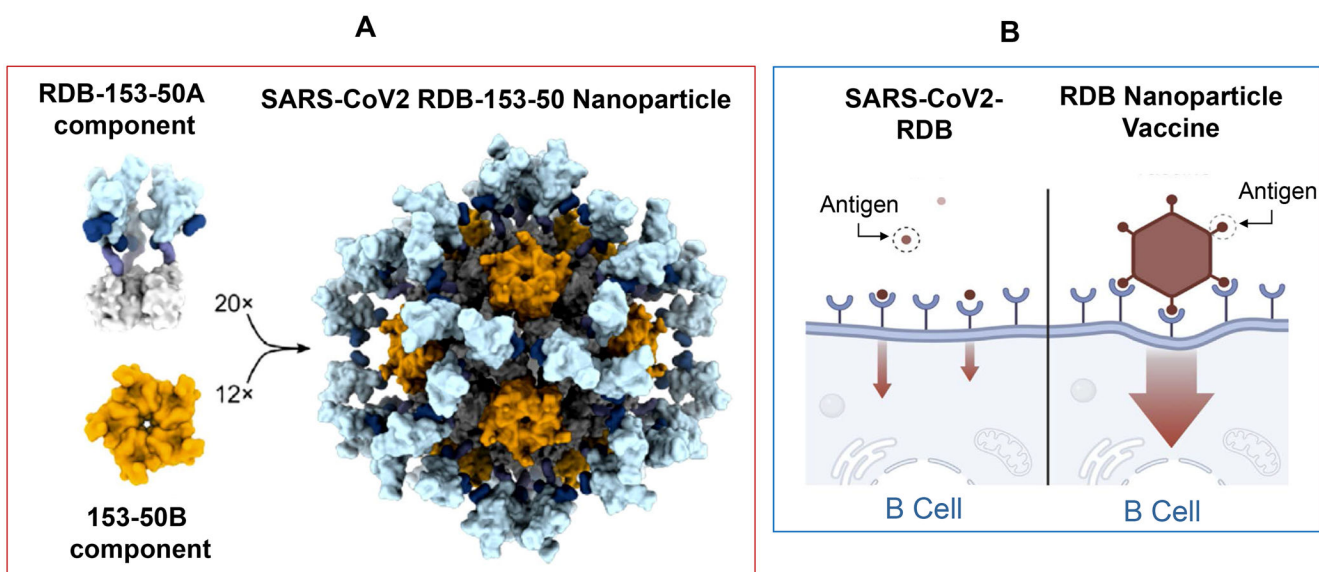 A
RDB-153-50A
component
SARS-CoV2 RDB-153-50 Nanoparticle
20×
12×
153-50B
component
B
SARS-CoV2-
RDB
RDB Nanoparticle
Vaccine
Antigen
Antigen
B Cell
B Cell